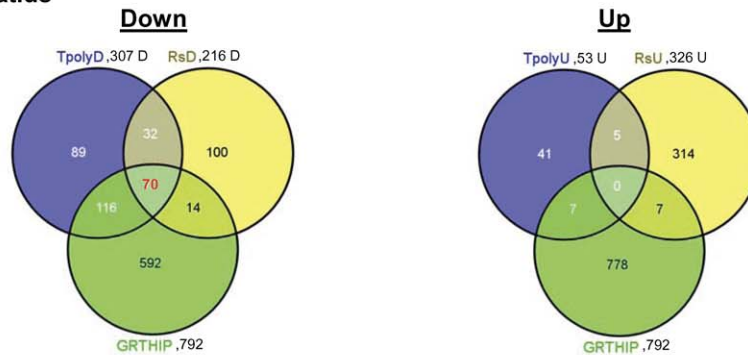 Down
Up
TpolyD ,307 D RsD ,216 D
TpolyU ,53 U RsU ,326 U
32
89
100
70
116
14
592
GRTHIP ,792
5
41
314
0
7
7
778
GRTHIP ,792